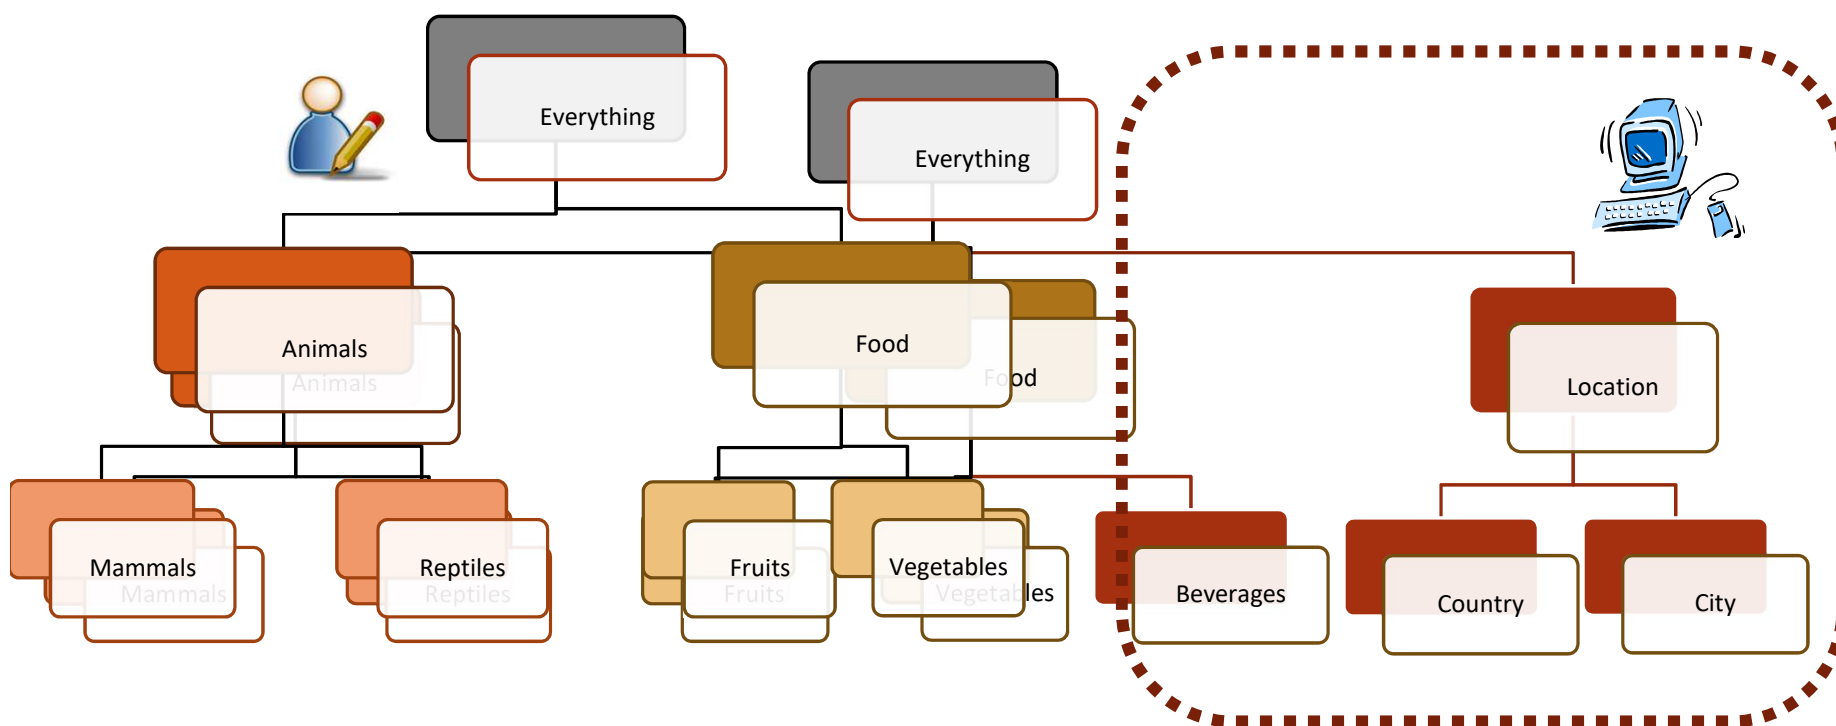 Everything
Everything
Animals
Animals
Food
Food
Location
Mammals
Mammals
Reptiles
Reptiles
Fruits
Fruits
Vegetables
Vegetables
Beverages
Country
City